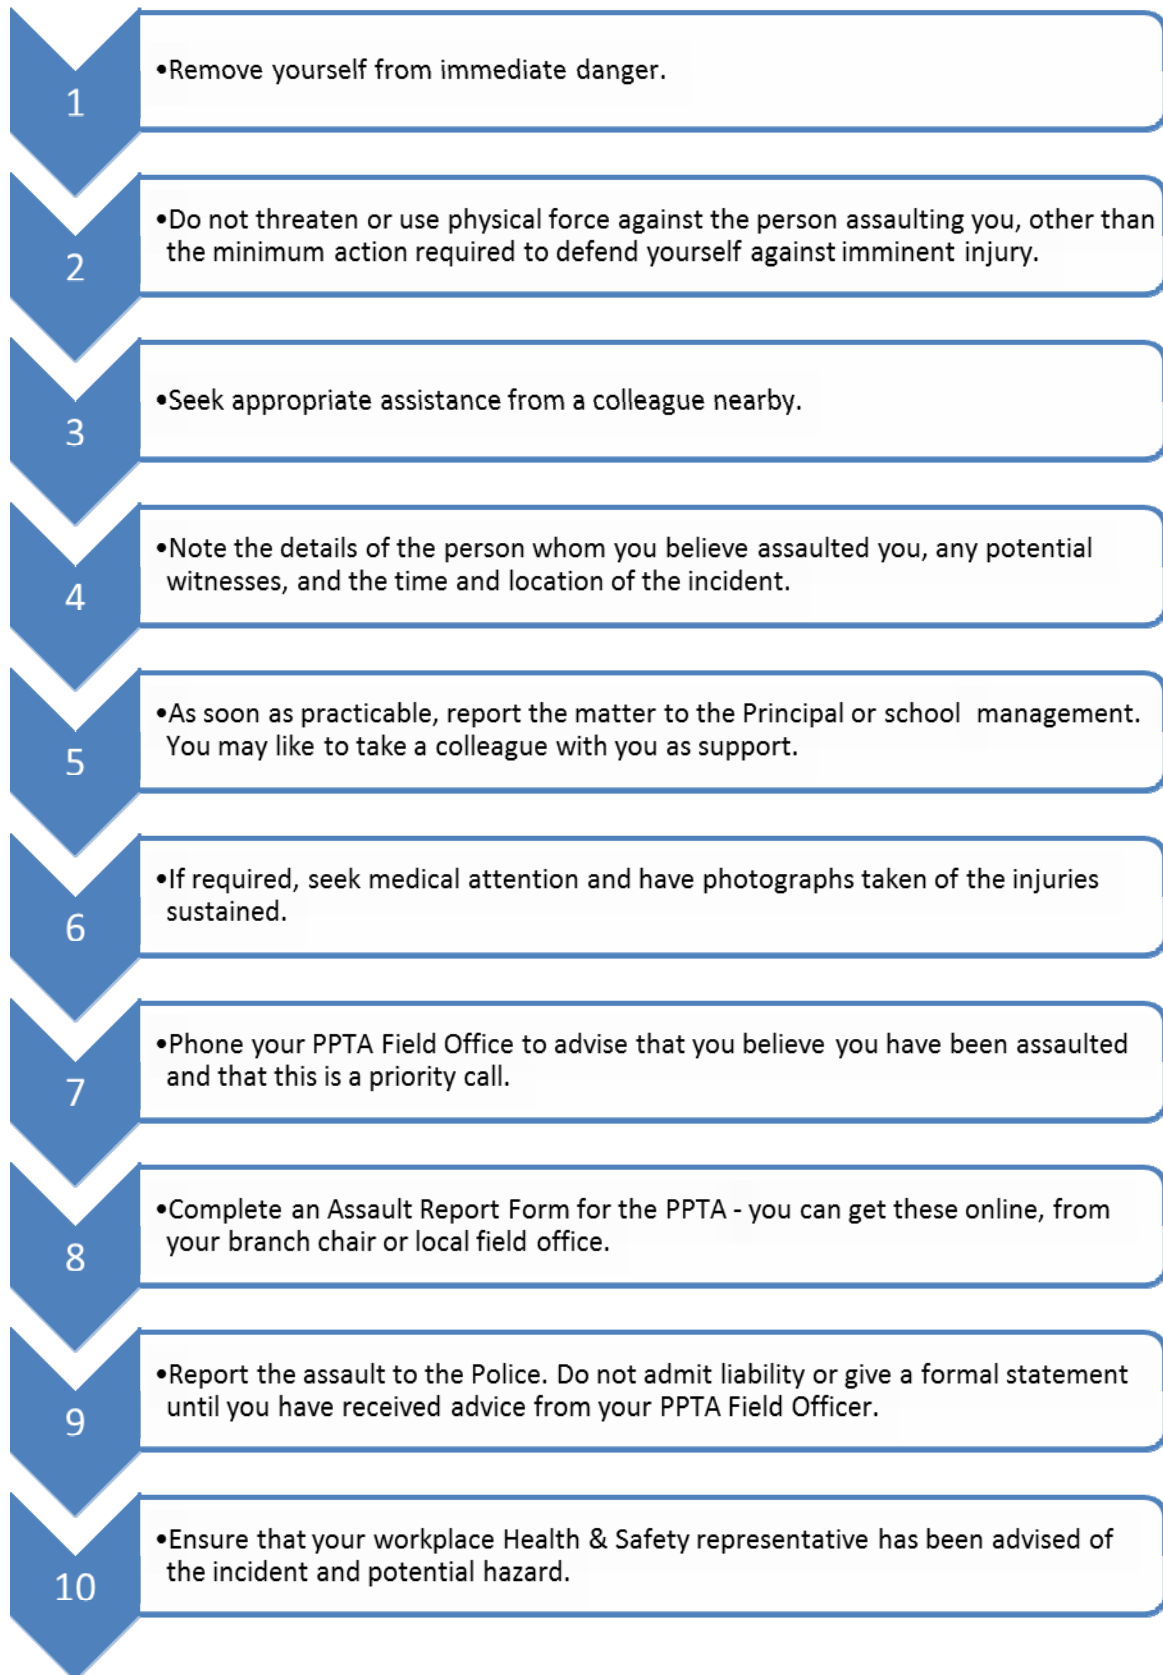 1
•Remove yourself from immediate danger.
2
•Do not threaten or use physical force against the person assaulting you, other than
the minimum action required to defend yourself against imminent injury.
3
•Seek appropriate assistance from a colleague nearby.
4
•Note the details of the person whom you believe assaulted you, any potential
witnesses, and the time and location of the incident.
5
•As soon as practicable, report the matter to the Principal or school  management.
You may like to take a colleague with you as support.
6
•If required, seek medical attention and have photographs taken of the injuries
sustained.
7
•Phone your PPTA Field Office to advise that you believe you have been assaulted
and that this is a priority call.
8
•Complete an Assault Report Form for the PPTA - you can get these online, from
your branch chair or local field office.
9
•Report the assault to the Police. Do not admit liability or give a formal statement
until you have received advice from your PPTA Field Officer.
10
•Ensure that your workplace Health & Safety representative has been advised of
the incident and potential hazard.